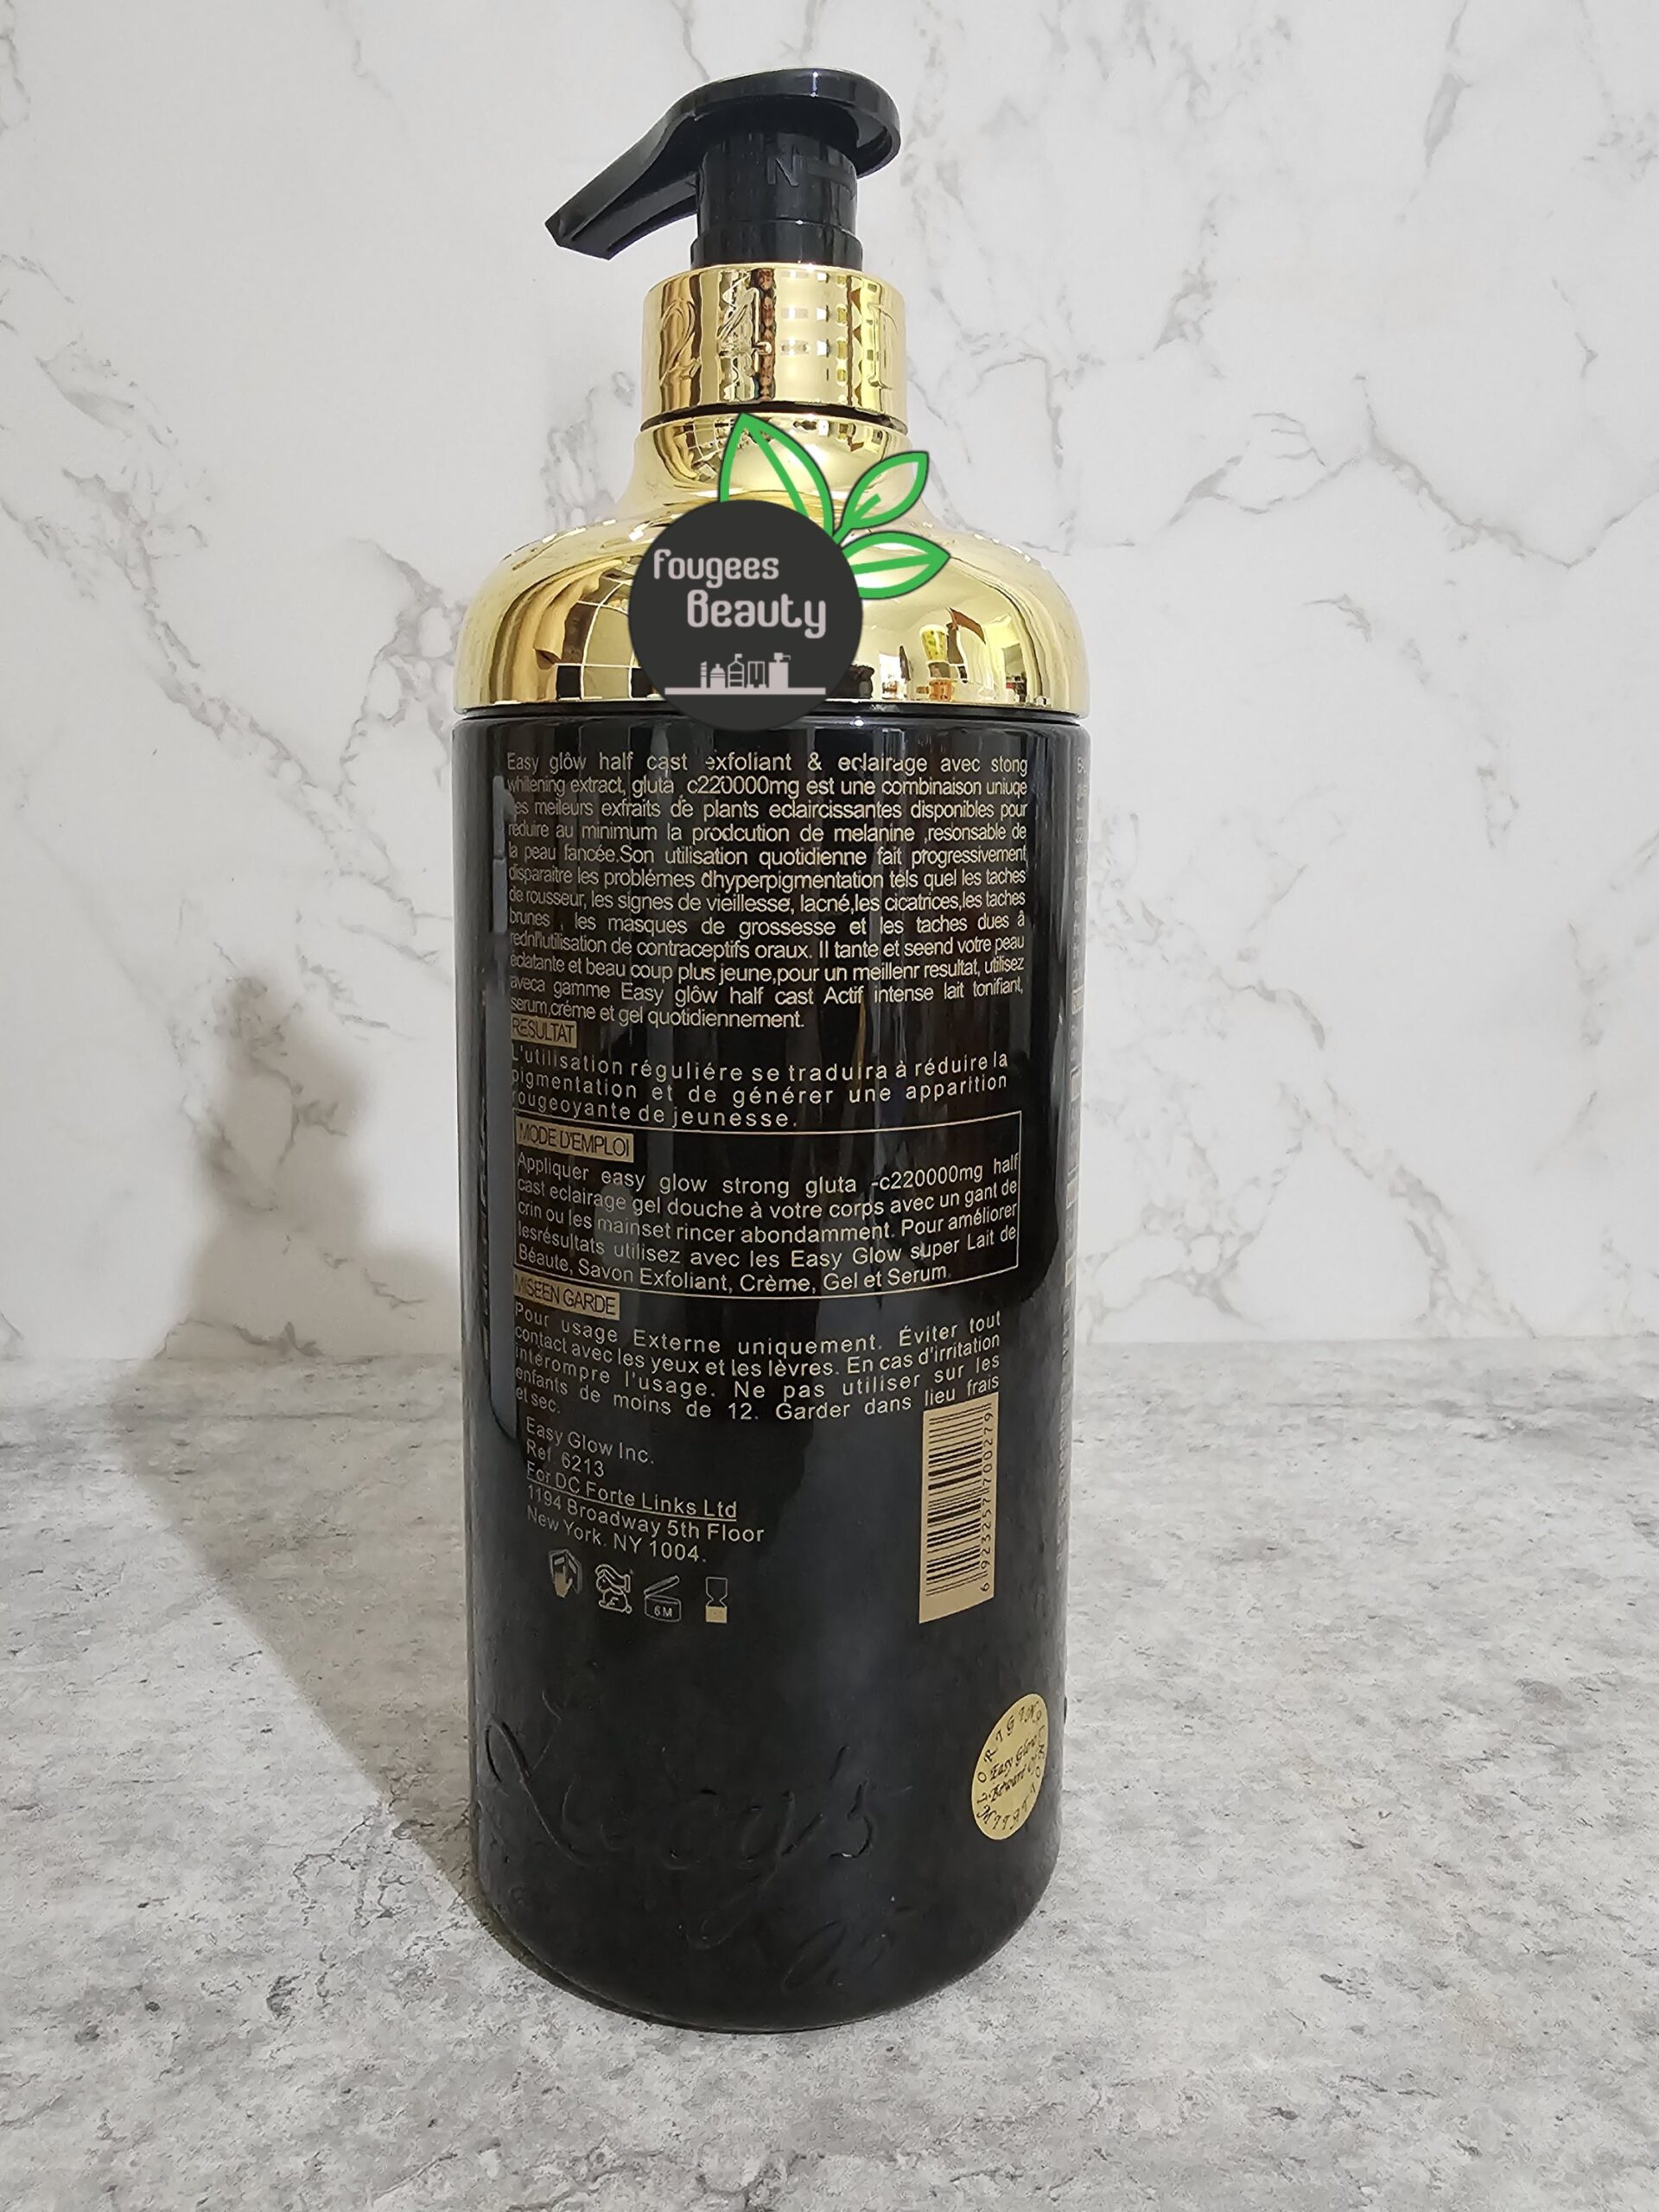 24
fougees
Beauty
Easy glôw half cast exfoliant & eclairage avec stong
whitening extract, gluta c220000mg est une combinaison uniuqe
meileurs exfraits de plants eclaircissantes disponibles pour
réduire au minimum la prodcution de melanine ,resonsable de
la peau fancée.Son utilisation quotidienne fait progressivement
disparaitre les problémes dhyperpigmentation tels quel les taches
de rousseur, les signes de vieillesse, lacné,les cicatrices,les taches
brunes , les masques de grossesse et les taches dues â
de contraceptifs oraux. Il tante et seend votre peau
éclatante et beau coup plus jeune,pour un meillenr resultat, utilisez
aveca gamme Easy glôw half cast Actif intense lait tonifiant,
serum,créme et gel quotidiennement.
RESULTAT
L'utilisation réguliére se traduira à réduire la
pigmentation et de générer une apparition
rougeoyante de jeunesse.
MODE D'EMPLOI
Appliquer easy glow strong gluta -c220000mg half
cast eclairage gel douche à votre corps avec un gant de
crin ou les mainset rincer abondamment. Pour améliorer
lesrésultats utilisez avec les Easy Glow super Lait de
Béaute, Savon Exfoliant, Crème, Gel et Serum.
MISEEN GARDE
Pour usage Externe uniquement. Éviter tout
contact avec les yeux et les lèvres. En cas d'irritation
intérompre l'usage. Ne pas utiliser sur les
enfants de moins de 12. Garder dans lieu frais
et sec.
Easy Glow Inc.
Ref 6213
For DC Forte Links Ltd
1194 Broadway 5th Floor
New York. NY 1004.
6M
6923257700279
Easy Glow